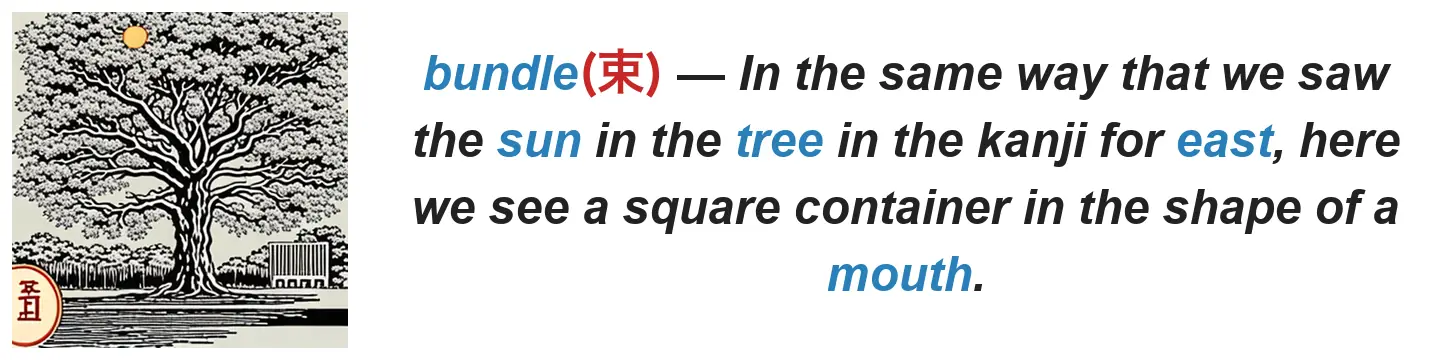 bundle(束) — In the same way that we saw
the sun in the tree in the kanji for east, here
we see a square container in the shape of a
mouth.